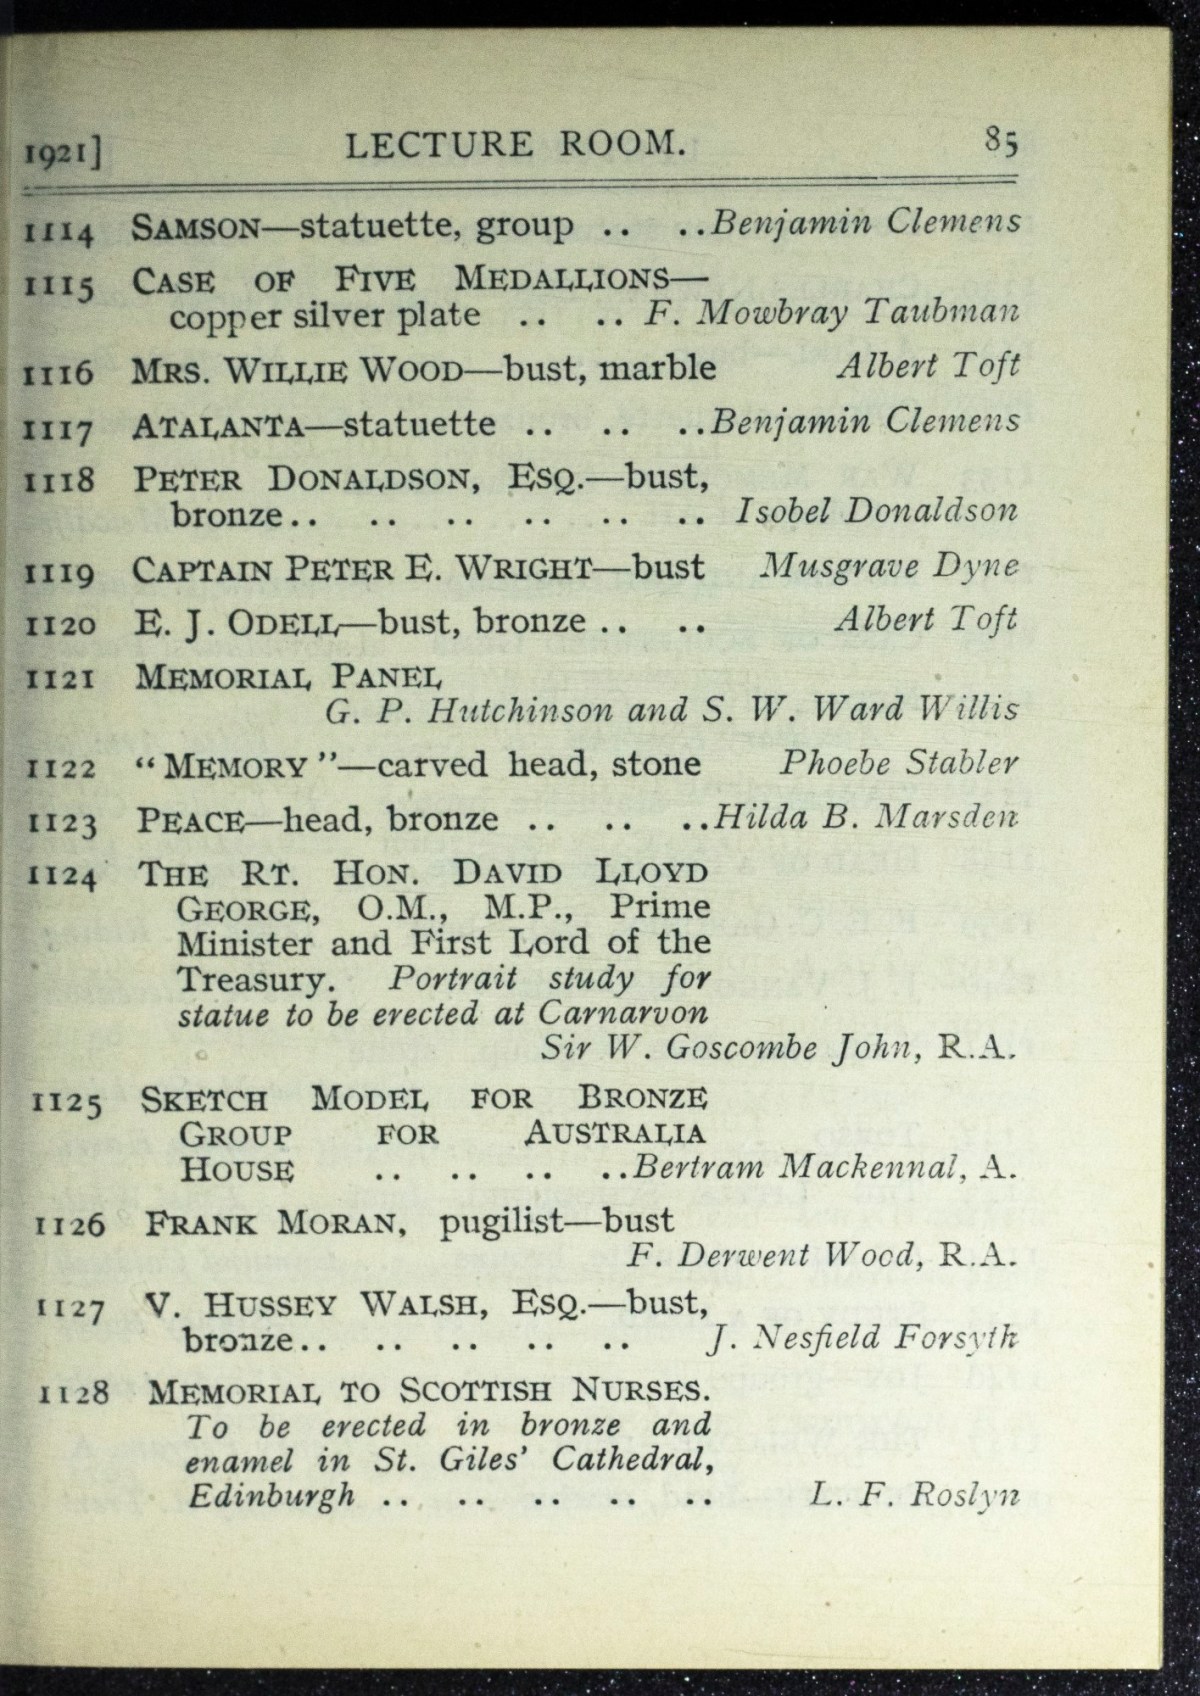 1921] LECTURE ROOM. 85
1114 SAMSON—statuette, group .. ..Benjamin Clemens
1115 CASE OF FIVE MEDALLIONS—
copper silver plate .. .. F. Mowbray Taubman
1116 MRS. WILLIE WOOD—bust, marble Albert Toft
1117 ATALANTA—statuette .. .. ..Benjamin Clemens
1118 PETER DONALDSON, ESQ.—bust,
bronze.. .. .. .. .. .. Isobel Donaldson
1119 CAPTAIN PETER E. WRIGHT—bust Musgrave Dyne
1120 E. J. ODELL—bust, bronze .. .. Albert Toft
1121 MEMORIAL PANEL
G. P. Hutchinson and S. W. Ward Willis
1122 “MEMORY”—carved head, stone Phoebe Stabler
1123 PEACE—head, bronze .. .. ..Hilda B. Marsden
1124 THE RT. HON. DAVID LLOYD
GEORGE, O.M., M.P., Prime
Minister and First Lord of the
Treasury. Portrait study for
statue to be erected at Carnarvon
Sir W. Goscombe John, R.A.
1125 SKETCH MODEL FOR BRONZE
GROUP FOR AUSTRALIA
HOUSE .. .. .. ..Bertram Mackennal, A.
1126 FRANK MORAN, pugilist—bust
F. Derwent Wood, R.A.
1127 V. HUSSEY WALSH, ESQ.—bust,
bronze.. .. .. .. .. J. Nesfield Forsyth
1128 MEMORIAL TO SCOTTISH NURSES.
To be erected in bronze and
enamel in St. Giles’ Cathedral,
Edinburgh .. .. .. .. .. L. F. Roslyn